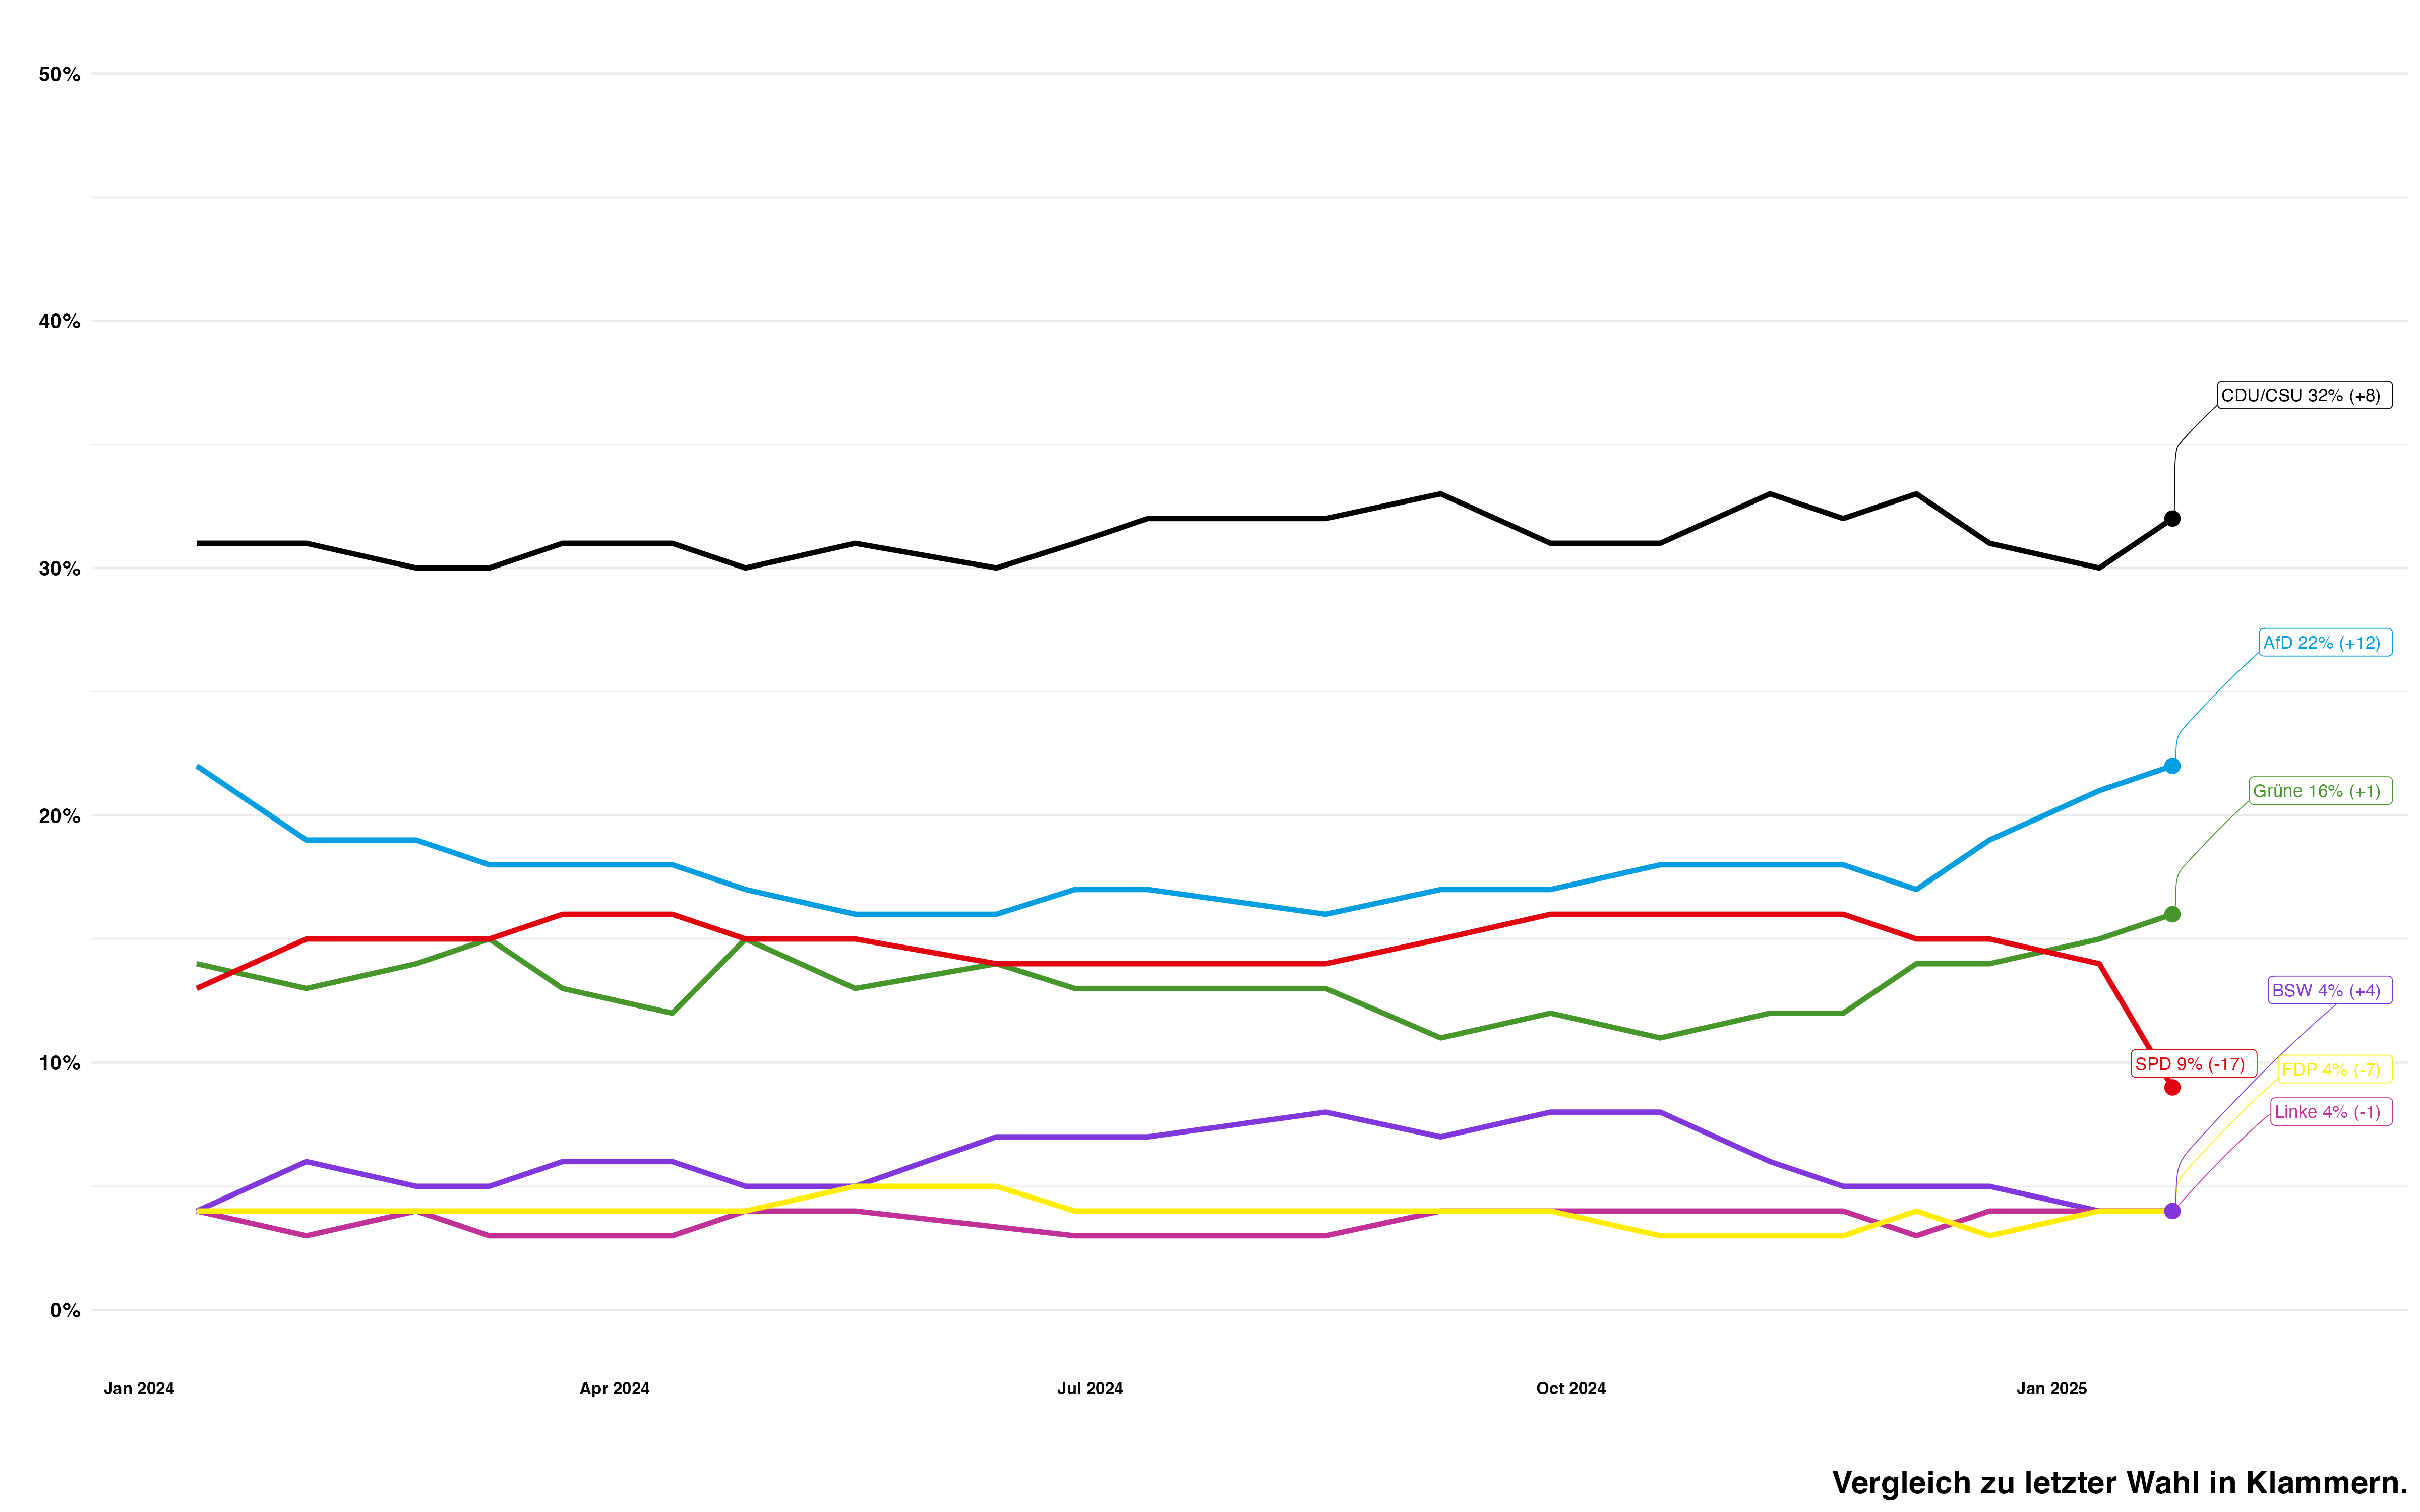 50%
40%
CDU/CSU 32% (+8)
30%
AfD 22% (+12)
Grüne 16% (+1)
20%
BSW 4% (+4)
10%
SPD 9% (-17)
FDP 4% (-7)
Linke 4% (-1)
0%
Jan 2024
Apr 2024
Jul 2024
Oct 2024
Jan 2025
Vergleich zu letzter Wahl in Klammern.